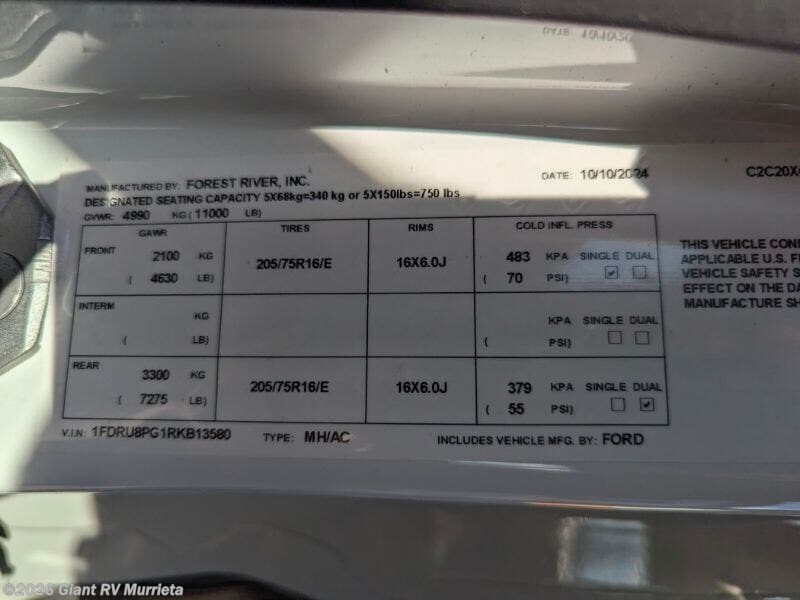 10/10/20
MANUFACTURED BY: FOREST RIVER, INC. DATE: 10/10/2024 C2C20X
DESIGNATED SEATING CAPACITY 5X68kg=340 kg or 5X150lbs=750 lbs
GVWR: 4990 KG ( 11000 LB)
GAWR TIRES RIMS COLD INFL. PRESS
FRONT 2100 KG 205/75R16/E 16X6.0J 483 KPA SINGLE DUAL
( 4630 LB) ( 70 PSI) ✓
INTERM KG KPA SINGLE DUAL
( LB) ( PSI)
REAR 3300 KG 205/75R16/E 16X6.0J 379 KPA SINGLE DUAL
( 7275 LB) ( 55 PSI) ✓
V.I.N: 1FDRU8PG1RKB13580 TYPE: MH/AC INCLUDES VEHICLE MFG. BY: FORD
THIS VEHICLE CON
APPLICABLE U.S. F
VEHICLE SAFETY S
EFFECT ON THE DA
MANUFACTURE SH
©2026 Giant RV Murrieta